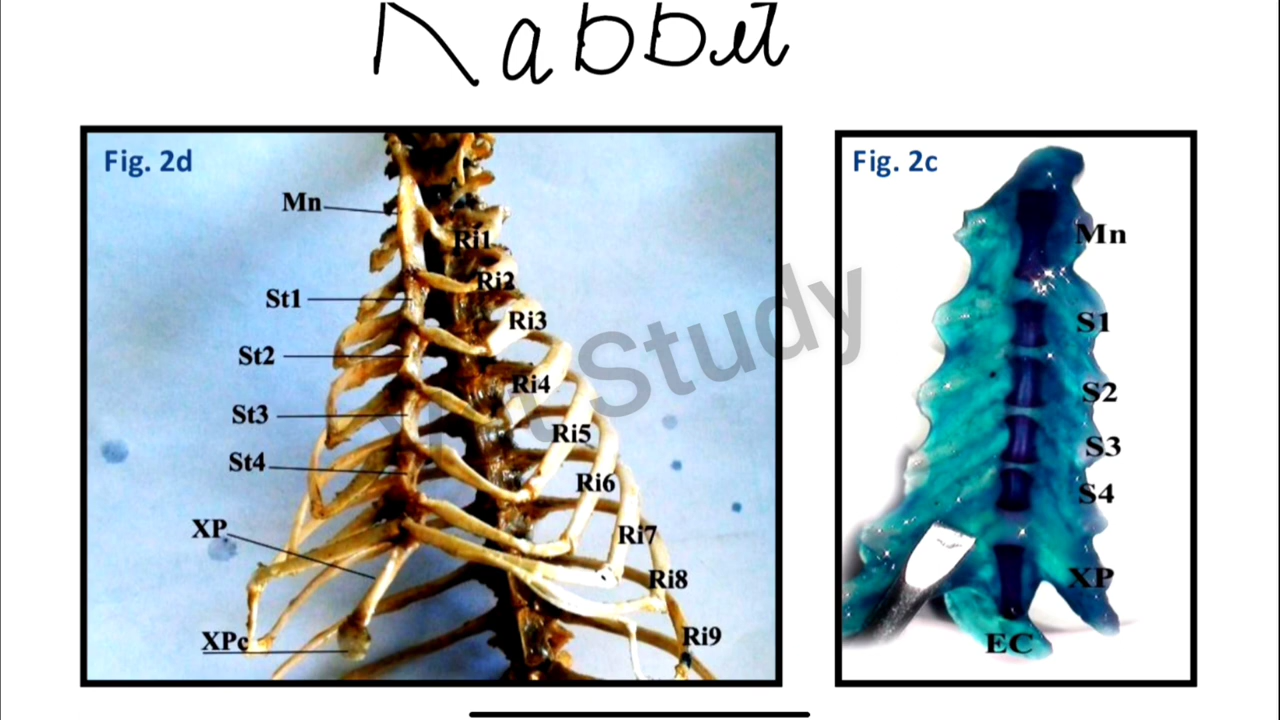 Rabbit
Fig. 2d
Mn
Ri1
Ri2
St1
Ri3
St2
Ri4
St3
Ri5
St4
Ri6
XP
Ri7
Ri8
XPc
Ri9
Fig. 2c
Mn
S1
S2
S3
S4
XP
EC
Study